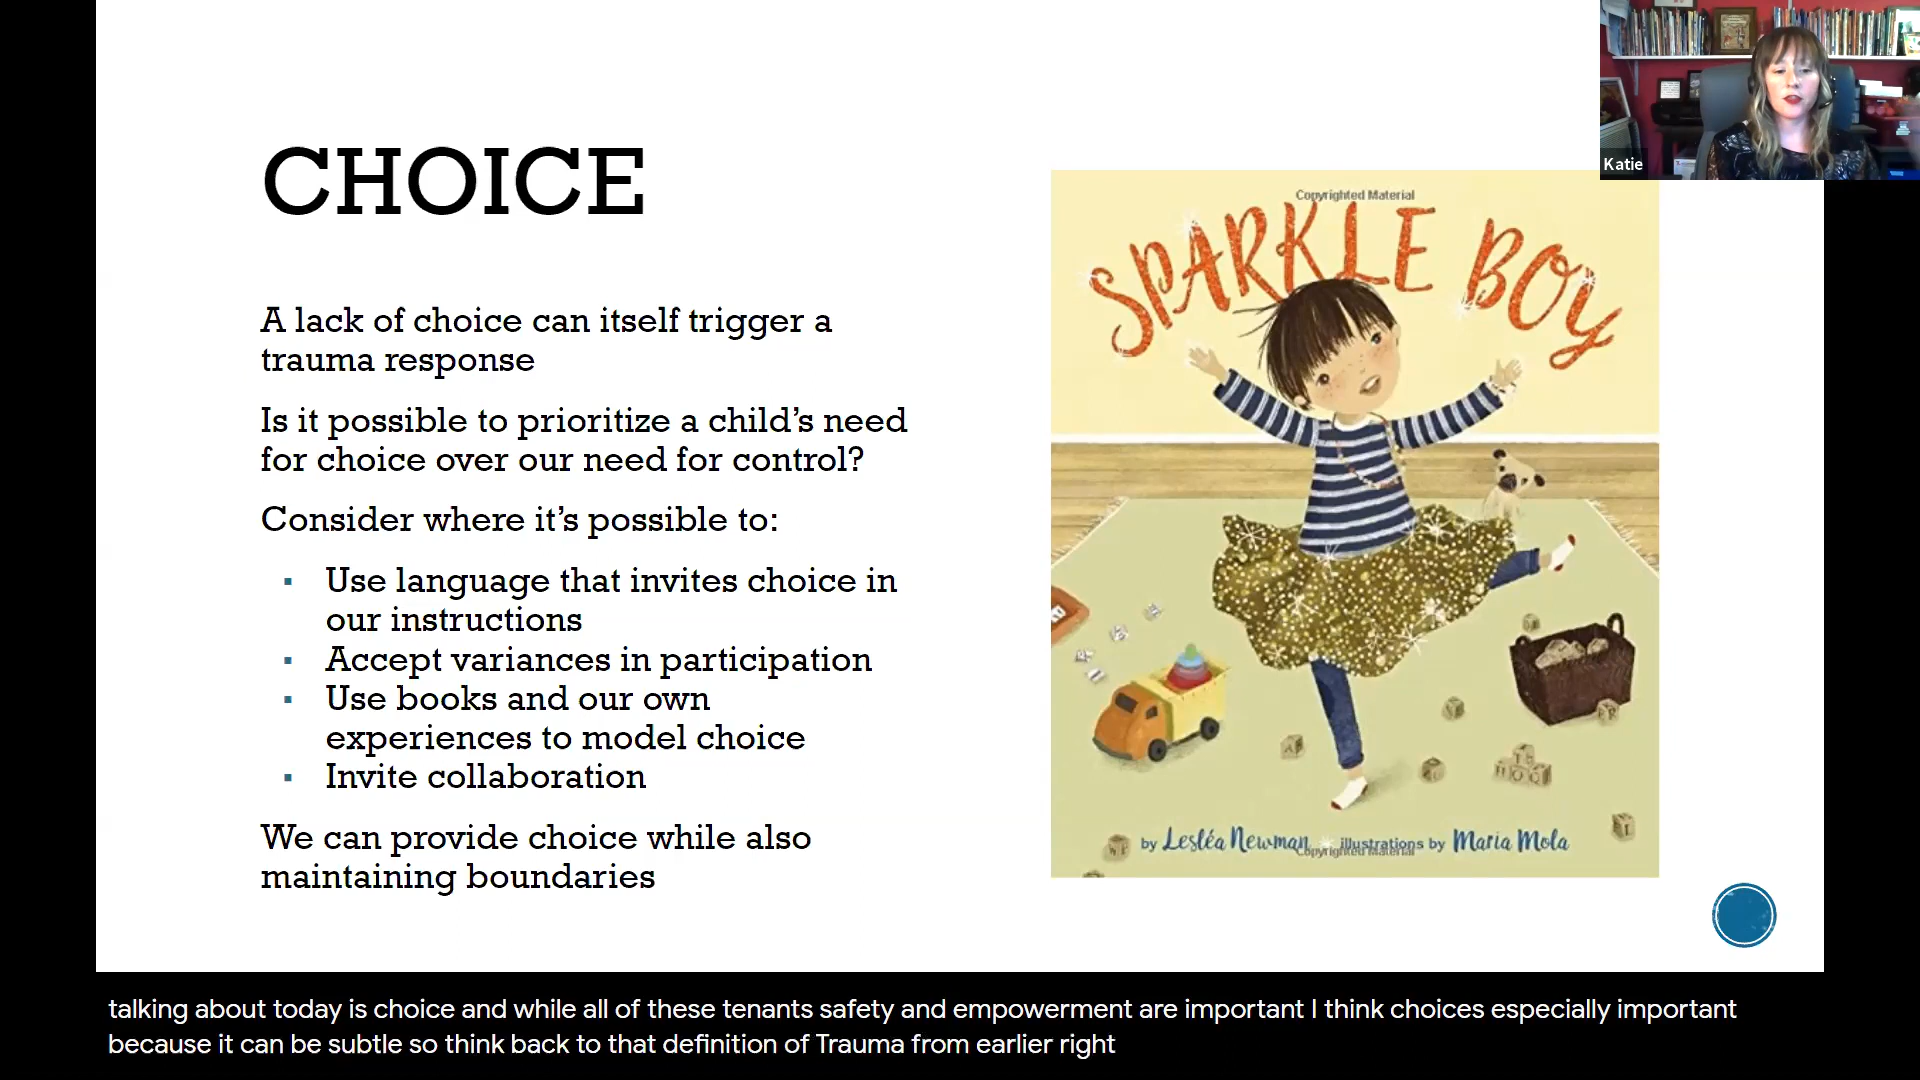 CHOICE
A lack of choice can itself trigger a
trauma response
Is it possible to prioritize a child's need
for choice over our need for control?
Consider where it's possible to:
▪ Use language that invites choice in
our instructions
▪ Accept variances in participation
▪ Use books and our own
experiences to model choice
▪ Invite collaboration
We can provide choice while also
maintaining boundaries
Copyrighted Material
SPARKLE BOY
by Lesléa Newman illustrations by Maria Mola
Copyrighted Material
Katie
talking about today is choice and while all of these tenants safety and empowerment are important I think choices especially important
because it can be subtle so think back to that definition of Trauma from earlier right